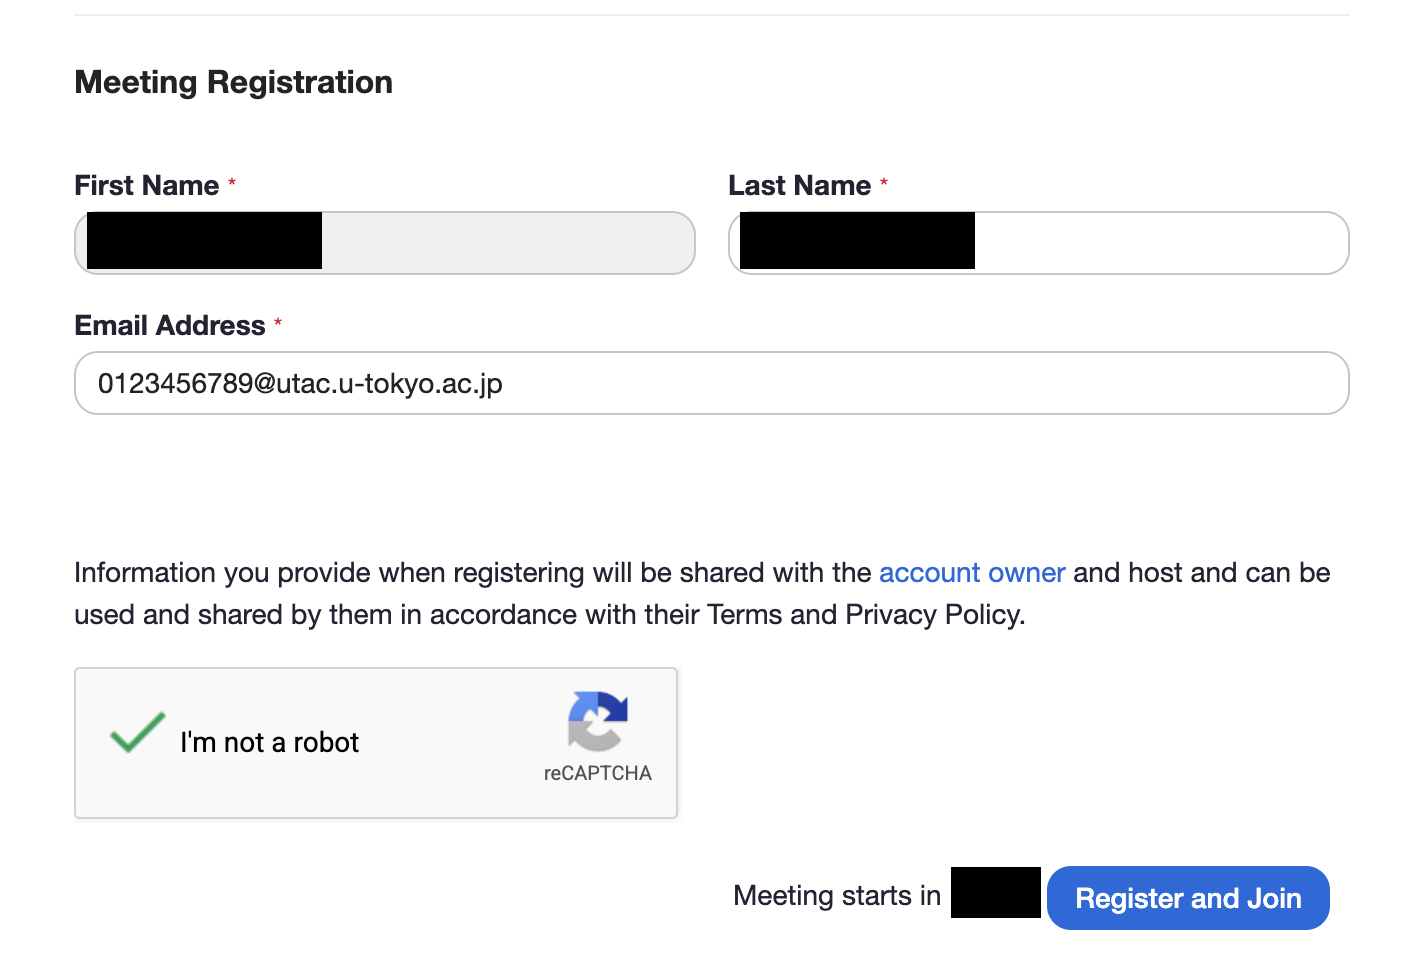 Meeting Registration
First Name *
Last Name *
Email Address *
0123456789@utac.u-tokyo.ac.jp
Information you provide when registering will be shared with the account owner and host and can be
used and shared by them in accordance with their Terms and Privacy Policy.
I'm not a robot
reCAPTCHA
Meeting starts in
Register and Join